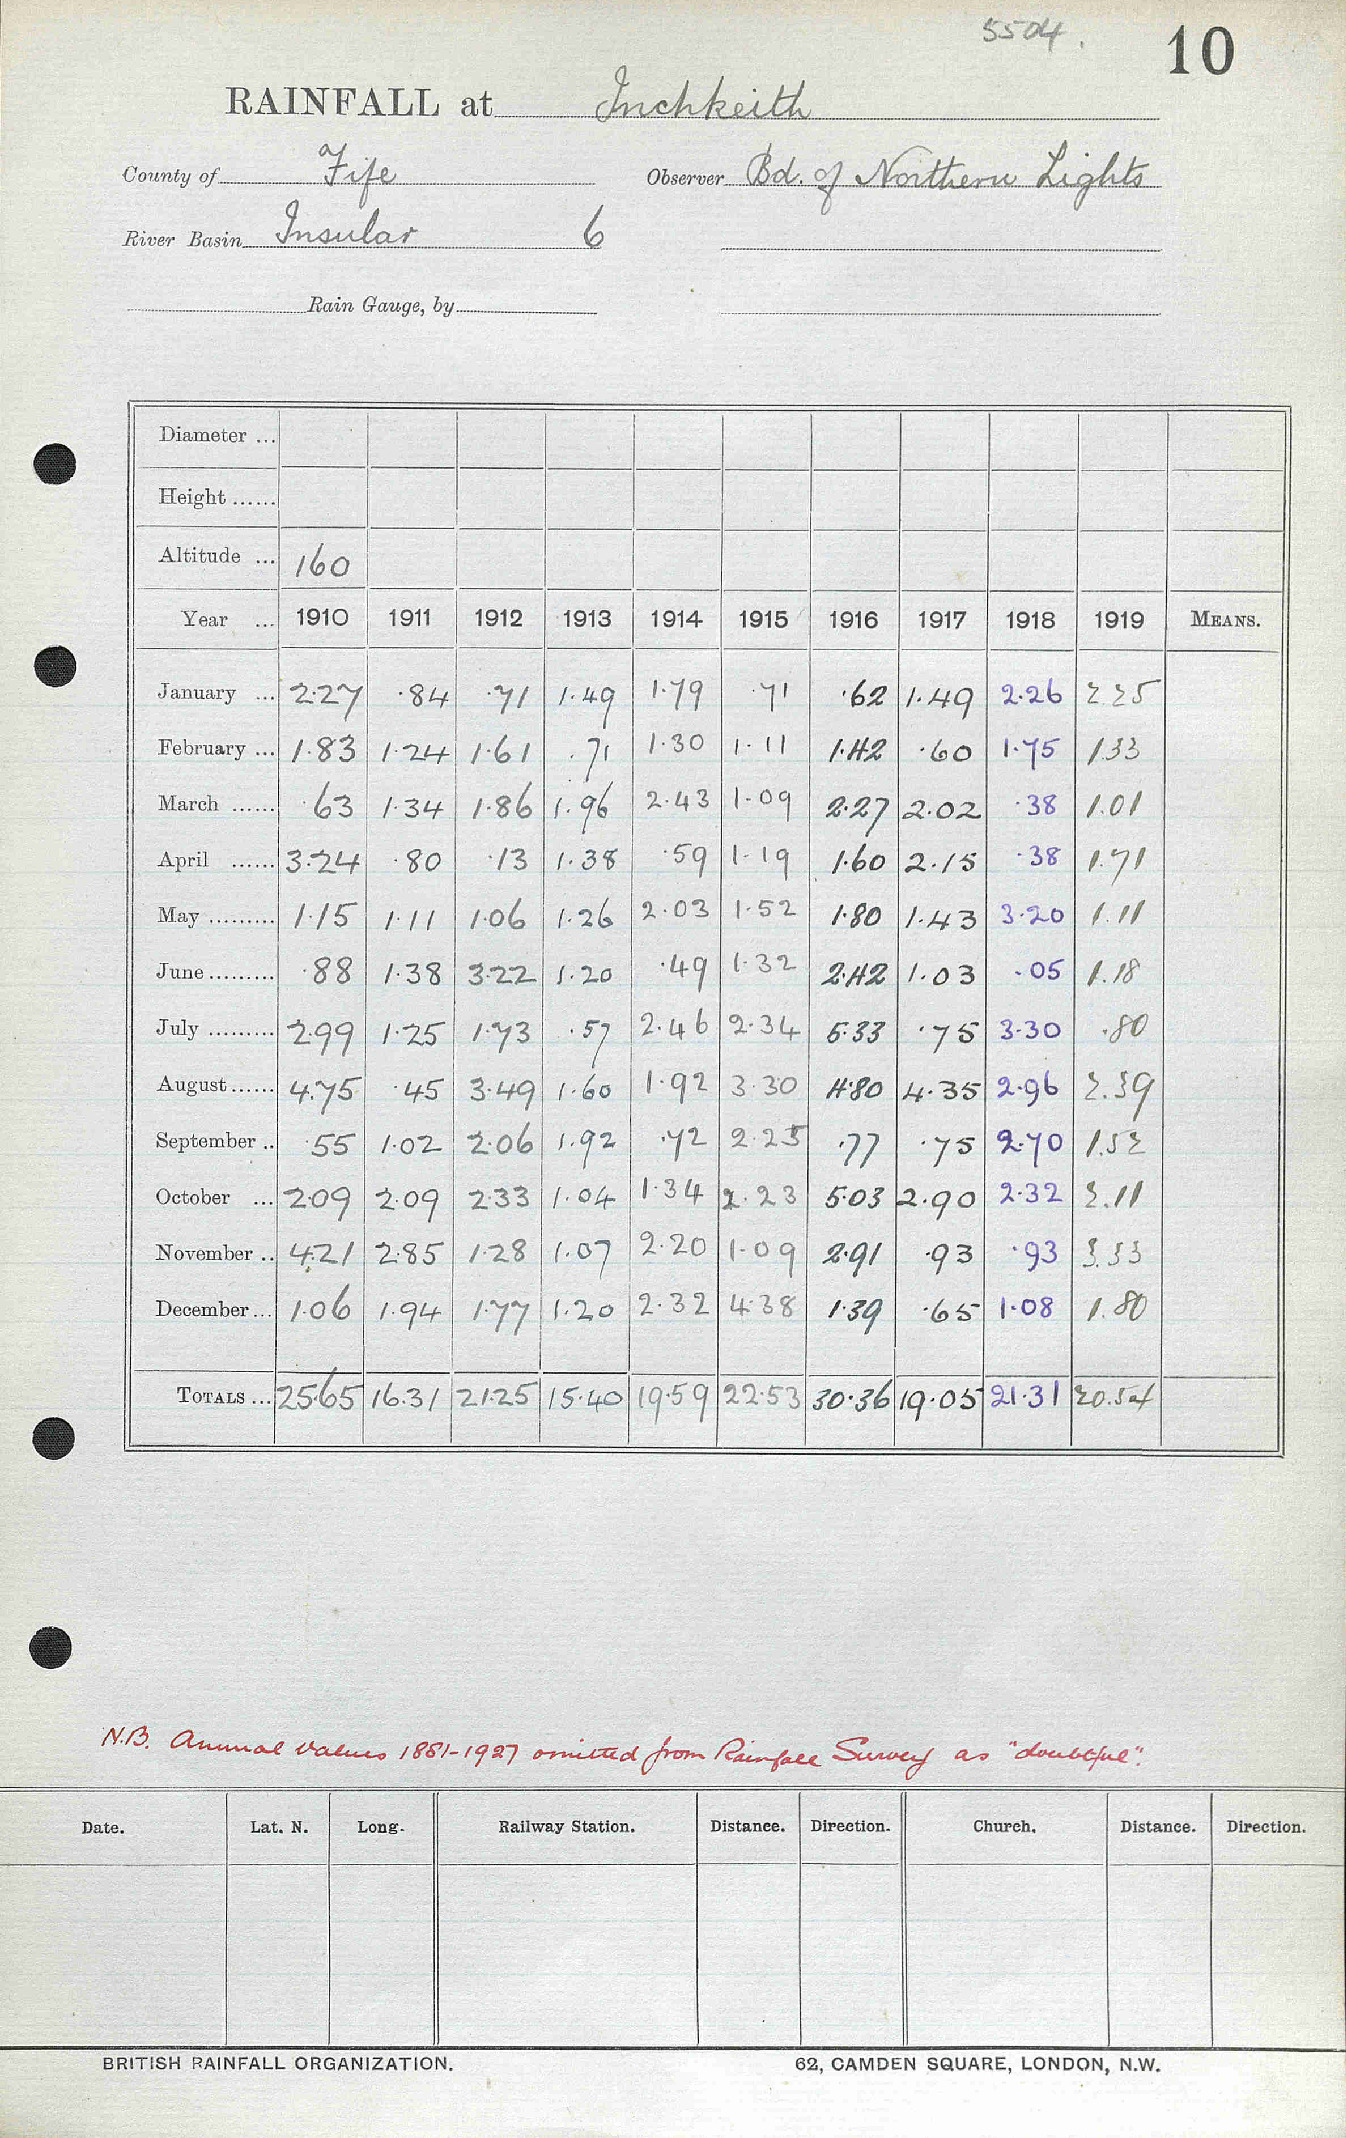 5504.
10
RAINFALL at Inchkeith
County of Fife Observer Bd. of Northern Lights
River Basin Insular 6
Rain Gauge, by
Diameter ...
Height ......
Altitude ... 160
Year ... 1910 1911 1912 1913 1914 1915 1916 1917 1918 1919 MEANS.
January ... 2·27 ·84 ·71 1·49 1·79 ·71 ·62 1·49 2·26 2.25
February ... 1·83 1·24 1·61 ·71 1·30 1·11 1·42 ·60 1·75 1.33
March ...... ·63 1·34 1·86 1·96 2·43 1·09 2·27 2·02 ·38 1.01
April ...... 3·24 ·80 ·13 1·38 ·59 1·19 1·60 2·15 ·38 1.71
May ......... 1·15 1·11 1·06 1·26 2·03 1·52 1·80 1·43 3·20 1.11
June ......... ·88 1·38 3·22 1·20 ·49 1·32 2·42 1·03 ·05 1.18
July ......... 2·99 1·25 1·73 ·57 2·46 2·34 5·33 ·75 3·30 .80
August ...... 4·75 ·45 3·49 1·60 1·92 3·30 4·80 4·35 2·96 2.39
September .. ·55 1·02 2·06 1·92 ·72 2·25 ·77 ·75 2·70 1.52
October ... 2·09 2·09 2·33 1·04 1·34 2·23 5·03 2·90 2·32 2.11
November .. 4·21 2·85 1·28 1·07 2·20 1·09 2·91 ·93 ·93 3.33
December ... 1·06 1·94 1·77 1·20 2·32 4·38 1·39 ·65 1·08 1.80
TOTALS ... 25·65 16·31 21·25 15·40 19·59 22·53 30·36 19·05 21·31 20.54
N.B. Annual values 1881-1927 omitted from Rainfall Survey as "doubtful".
Date. Lat. N. Long. Railway Station. Distance. Direction. Church. Distance. Direction.
BRITISH RAINFALL ORGANIZATION. 62, CAMDEN SQUARE, LONDON, N.W.